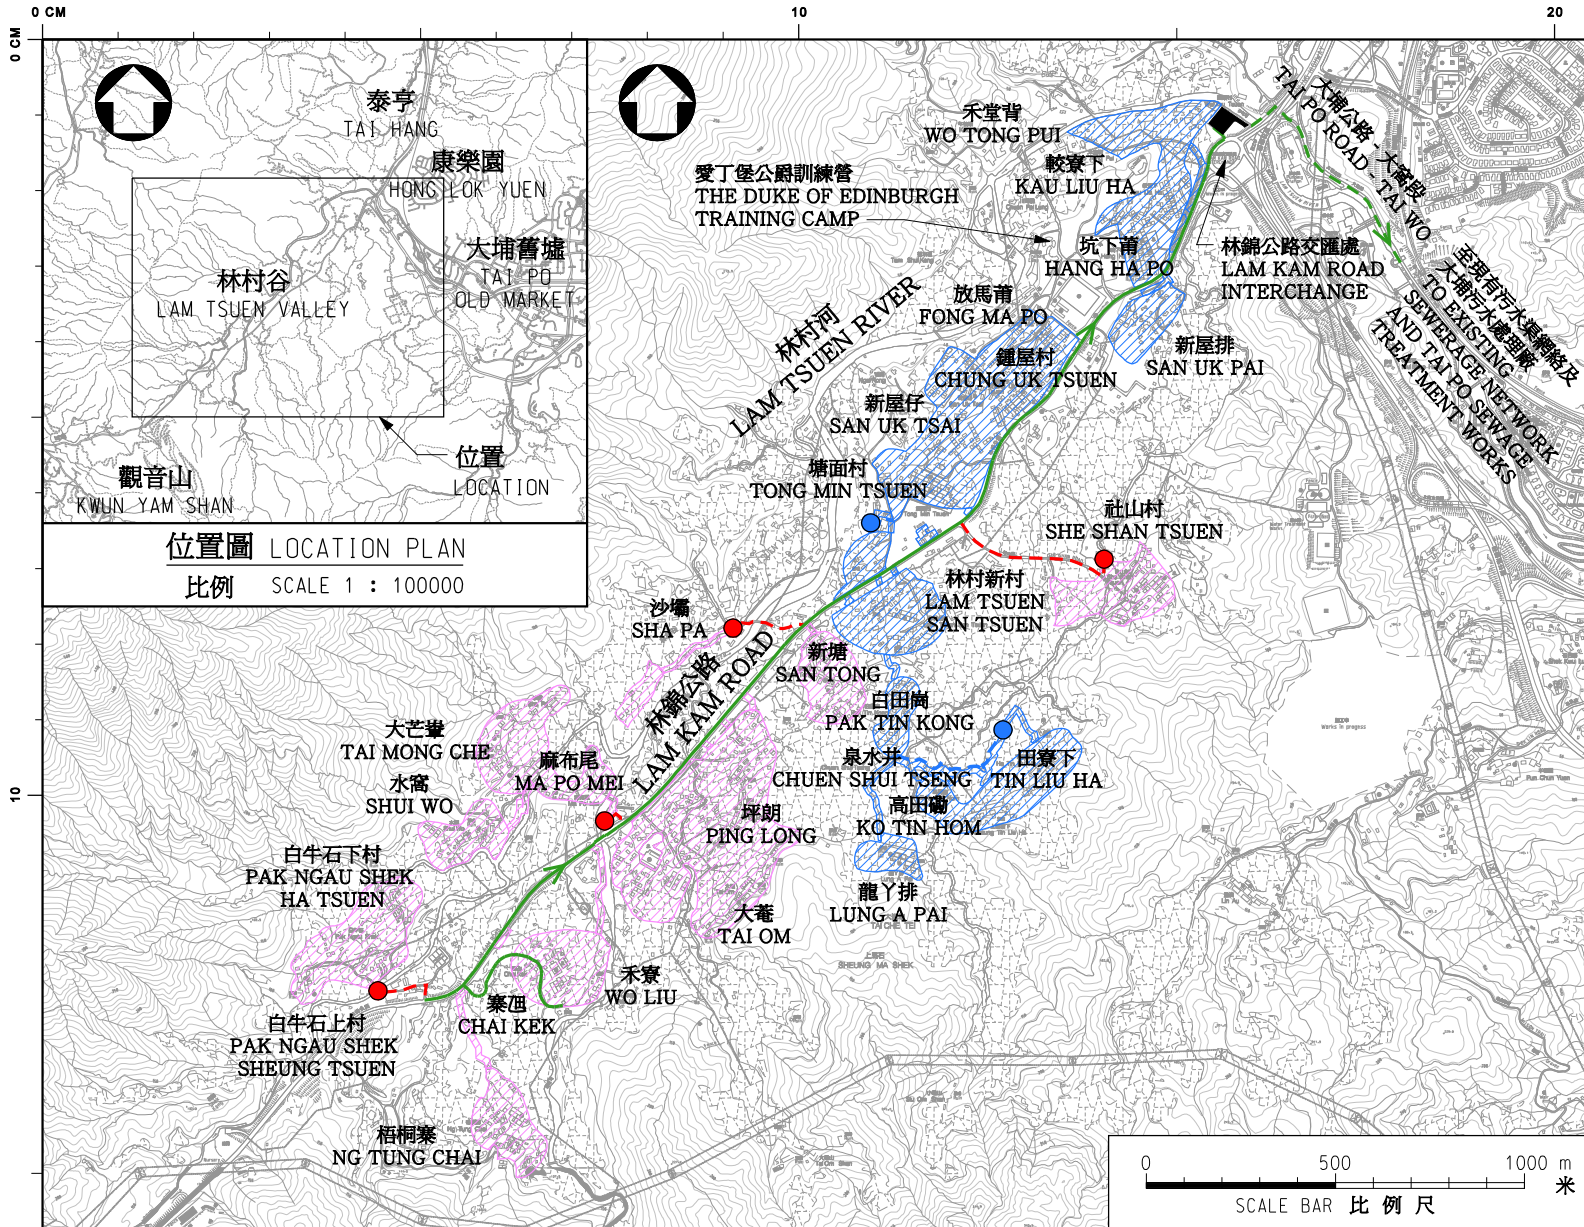 0 CM
10
20
0 CM
10
泰亨
TAI HANG
康樂園
HONG LOK YUEN
大埔舊墟
TAI PO
OLD MARKET
林村谷
LAM TSUEN VALLEY
位置
LOCATION
觀音山
KWUN YAM SHAN
位置圖 LOCATION PLAN
比例 SCALE 1 : 100000
禾堂背
WO TONG PUI
較寮下
KAU LIU HA
愛丁堡公爵訓練營
THE DUKE OF EDINBURGH
TRAINING CAMP
坑下莆
HANG HA PO
大埔公路 - 大窩段
TAI PO ROAD - TAI WO
林錦公路交匯處
LAM KAM ROAD
INTERCHANGE
至現有污水渠網絡及
大埔污水處理廠
TO EXISTING
SEWERAGE NETWORK
AND TAI PO SEWAGE
TREATMENT WORKS
放馬莆
FONG MA PO
林村河
LAM TSUEN RIVER
鍾屋村
CHUNG UK TSUEN
新屋排
SAN UK PAI
新屋仔
SAN UK TSAI
塘面村
TONG MIN TSUEN
社山村
SHE SHAN TSUEN
林村新村
LAM TSUEN
SAN TSUEN
沙壩
SHA PA
林錦公路
LAM KAM ROAD
新塘
SAN TONG
白田崗
PAK TIN KONG
大芒輋
TAI MONG CHE
麻布尾
MA PO MEI
泉水井
CHUEN SHUI TSENG
田寮下
TIN LIU HA
水窩
SHUI WO
坪朗
PING LONG
高田磡
KO TIN HOM
白牛石下村
PAK NGAU SHEK
HA TSUEN
龍丫排
LUNG A PAI
大菴
TAI OM
TAI CHE TEI
SHEUNG MA SHEK
禾寮
WO LIU
寨乪
CHAI KEK
白牛石上村
PAK NGAU SHEK
SHEUNG TSUEN
梧桐寨
NG TUNG CHAI
0 500 1000 m
米
SCALE BAR 比例尺